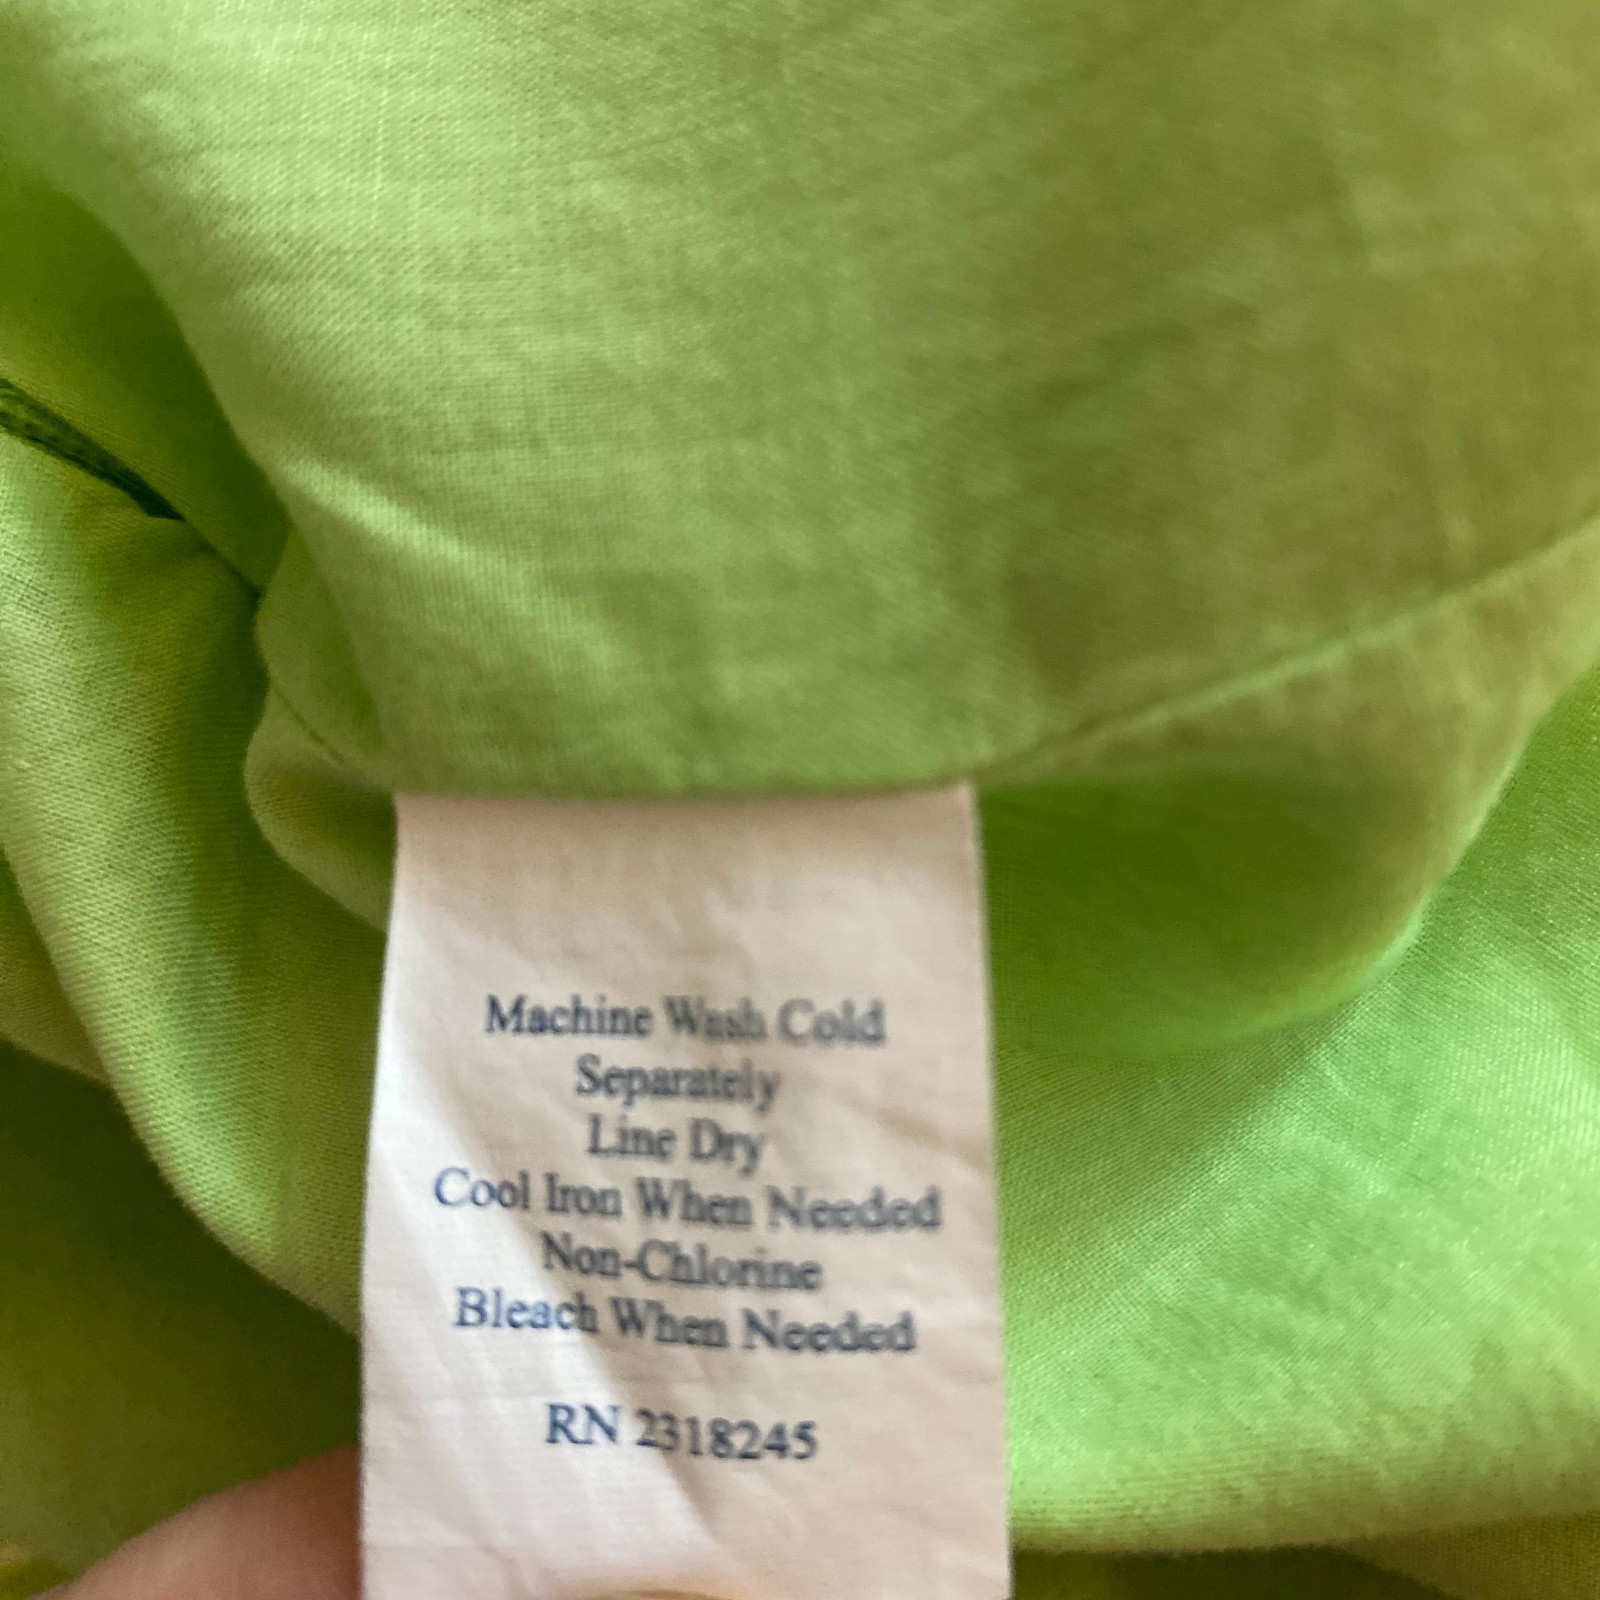 Machine Wash Cold
Separately
Line Dry
Cool Iron When Needed
Non-Chlorine
Bleach When Needed
RN 2318245